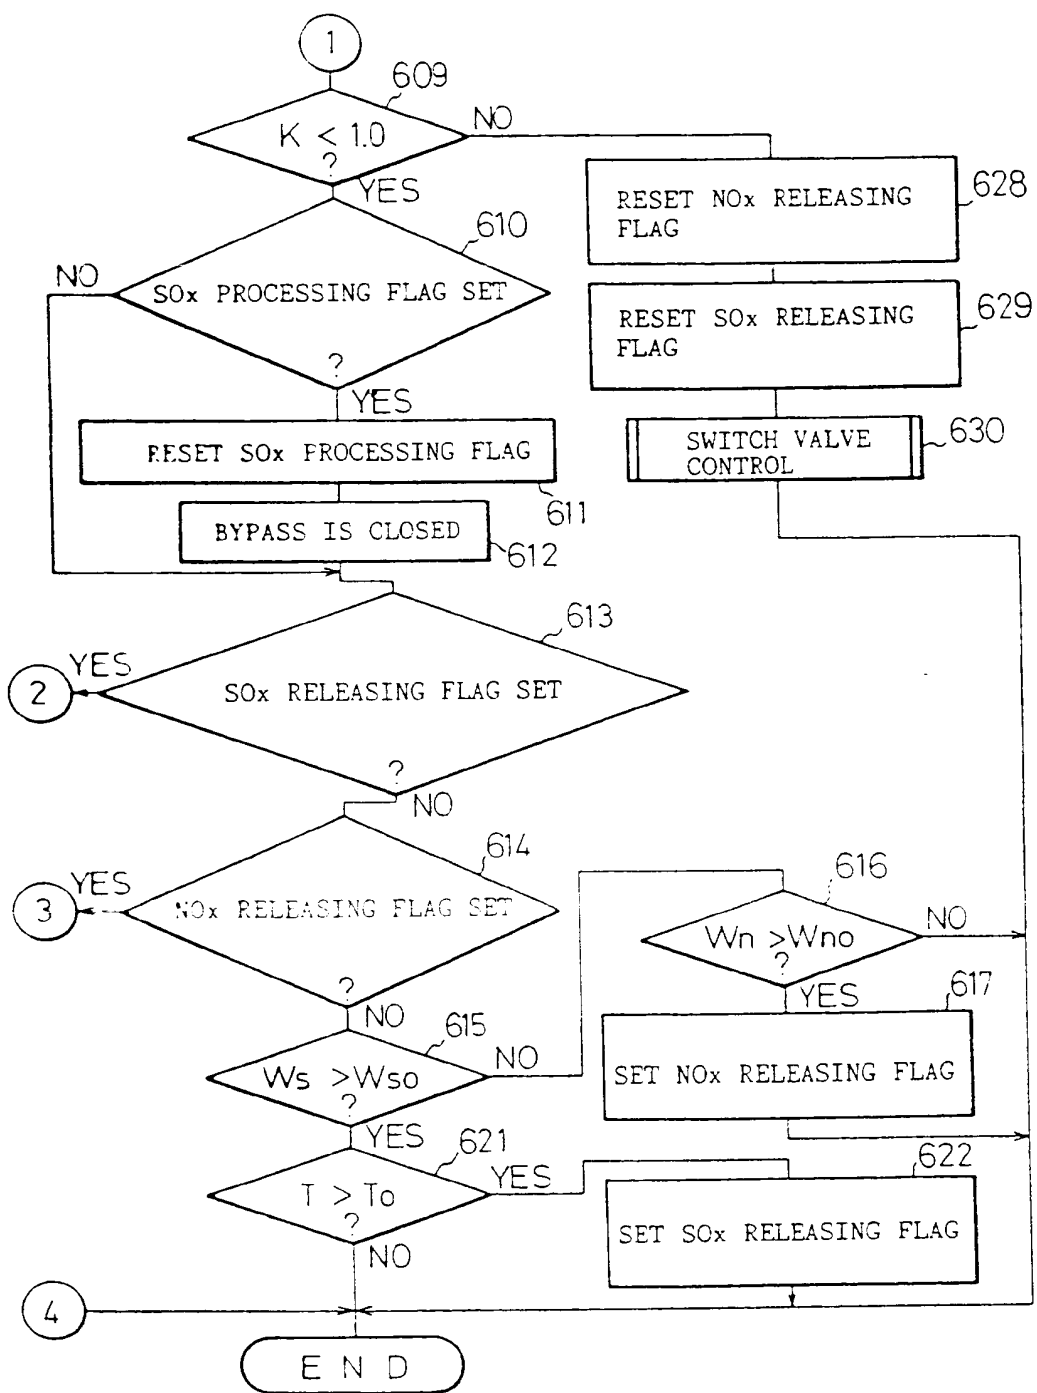 1
609
K < 1.0
?
NO
YES
628
RESET NOx RELEASING
FLAG
610
NO
SOx PROCESSING FLAG SET
?
YES
629
RESET SOx RELEASING
FLAG
RESET SOx PROCESSING FLAG
611
630
SWITCH VALVE
CONTROL
BYPASS IS CLOSED
612
613
YES
2
SOx RELEASING FLAG SET
?
NO
614
YES
3
NOx RELEASING FLAG SET
?
NO
616
Wn >Wno
?
NO
YES
615
Ws >Wso
?
NO
YES
617
SET NOx RELEASING FLAG
621
T > To
?
YES
NO
622
SET SOx RELEASING FLAG
4
END